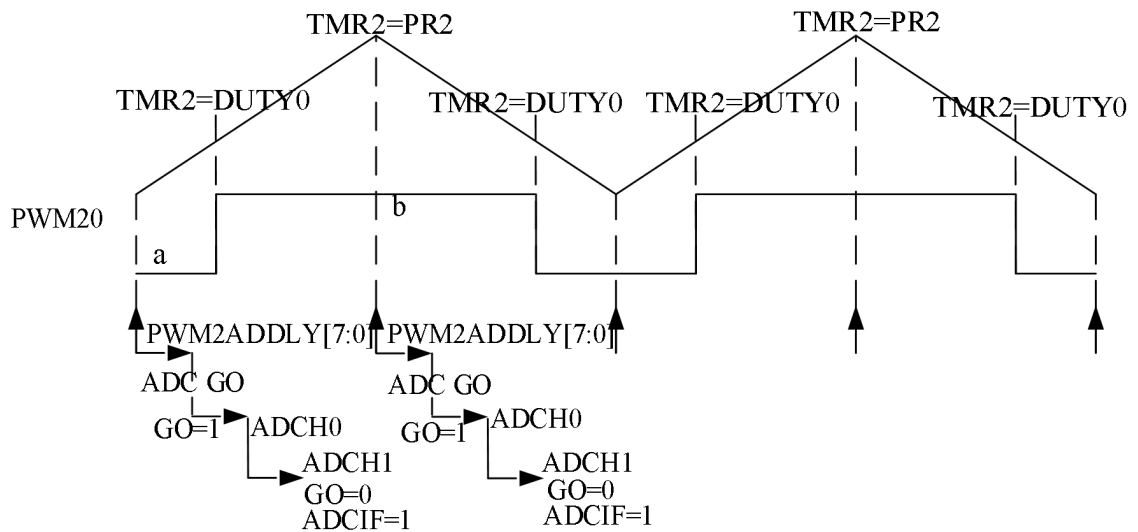 TMR2=PR2
TMR2=PR2
TMR2=DUTY0
TMR2=DUTY0
TMR2=DUTY0
TMR2=DUTY0
PWM20
b
a
PWM2ADDLY[7:0]
PWM2ADDLY[7:0]
ADC GO
ADC GO
GO=1
ADCH0
GO=1
ADCH0
ADCH1
ADCH1
GO=0
GO=0
ADCIF=1
ADCIF=1